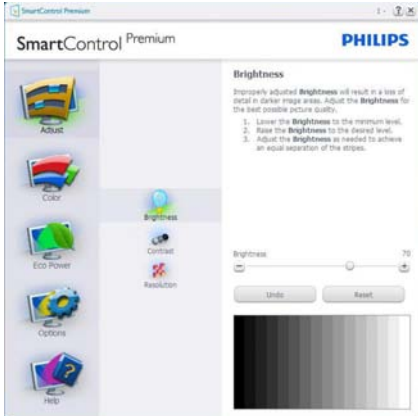 SmartControl Premium
SmartControl Premium
PHILIPS
Adjust
Color
Eco Power
Options
Help
Brightness
Contrast
Resolution
Brightness
Improperly adjusted Brightness will result in a loss of
detail in darker image areas. Adjust the Brightness for
the best possible picture quality.
1. Lower the Brightness to the minimum level.
2. Raise the Brightness to the desired level.
3. Adjust the Brightness as needed to achieve
an equal separation of the stripes.
Brightness
70
Undo
Reset